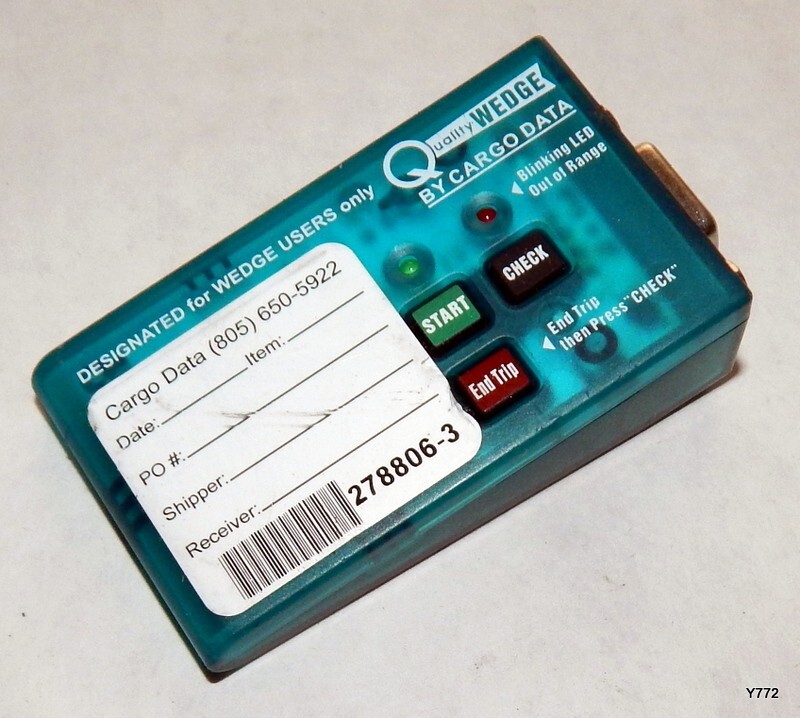 Quality WEDGE
BY CARGO DATA
DESIGNATED for WEDGE USERS only
Blinking LED
Out of Range
CHECK
START
End Trip
then Press "CHECK"
End Trip
Cargo Data (805) 650-5922
Date: Item:
PO #:
Shipper:
Receiver:
278806-3
Y772